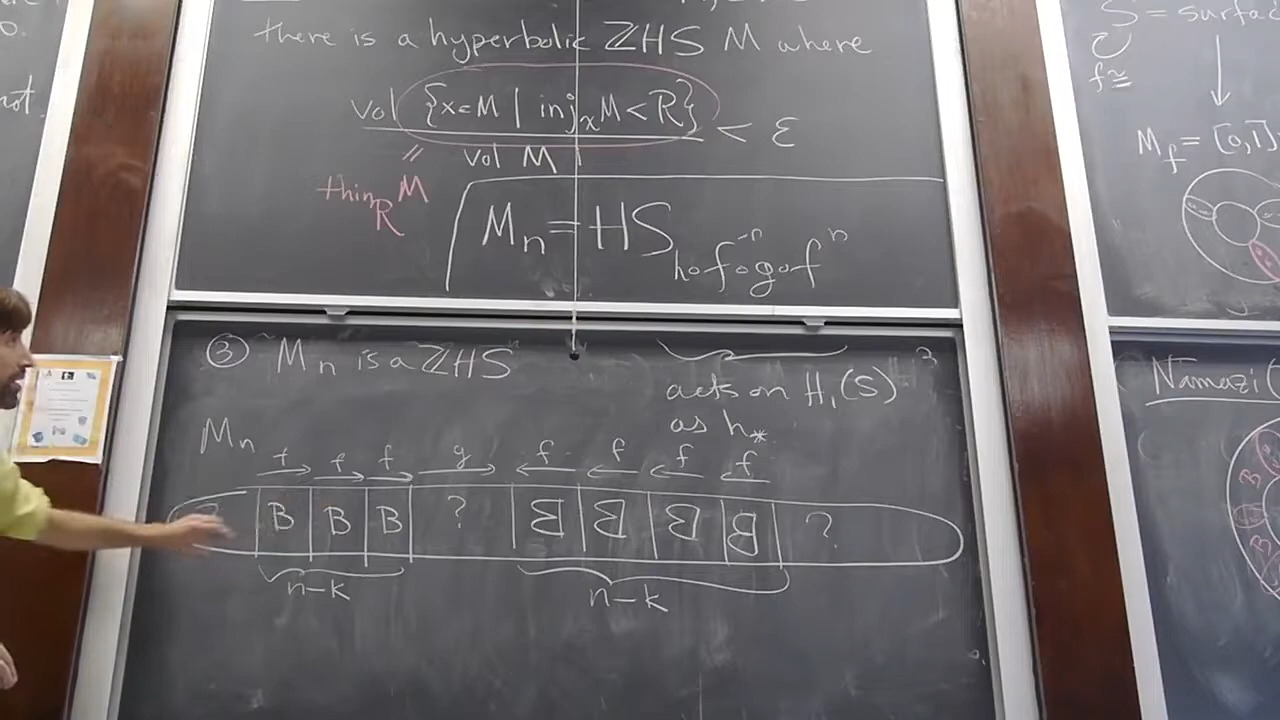 there is a hyperbolic ZHS M where
vol {x∈M | inj_x M < R}
vol M
< ε
=
thin_R M
M_n = HS_{h∘f^{-n}∘g∘f^n}
③ M_n is a ZHS
acts on H_1(S)
as h_*
M_n
f f f g f f f f
B B B ? B B B B ?
n-k n-k
S = surfac
f ≅
M_f = [0,1]
Namazi (
B
B